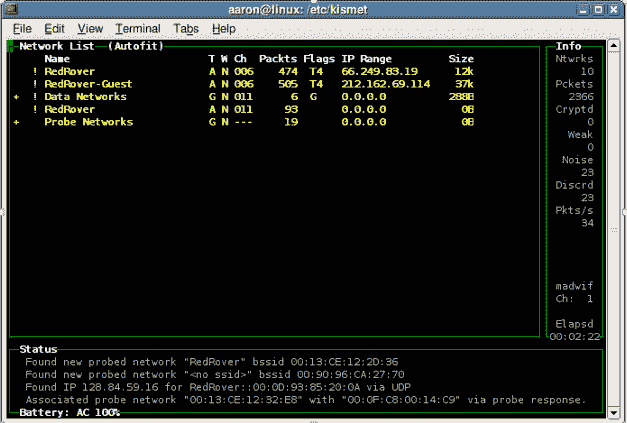 aaron@linux: /etc/kismet
File Edit View Terminal Tabs Help
Network List—(Autofit)
Name T W Ch Packts Flags IP Range Size
! RedRover A N 006 474 T4 66.249.83.19 12k
! RedRover-Guest A N 006 505 T4 212.162.69.114 37k
+ ! Data Networks G N 011 6 G 0.0.0.0 288B
! RedRover A N 011 93 0.0.0.0 0B
+ Probe Networks G N --- 19 0.0.0.0 0B
Info
Ntwrks
10
Pckets
2366
Cryptd
0
Weak
0
Noise
23
Discrd
23
Pkts/s
34
madwif
Ch: 1
Elapsd
00:02:22
Status
Found new probed network "RedRover" bssid 00:13:CE:12:2D:36
Found new probed network "<no ssid>" bssid 00:90:96:CA:27:70
Found IP 128.84.59.16 for RedRover::00:0D:93:85:20:0A via UDP
Associated probe network "00:13:CE:12:32:E8" with "00:0F:C8:00:14:C9" via probe response.
Battery: AC 100%